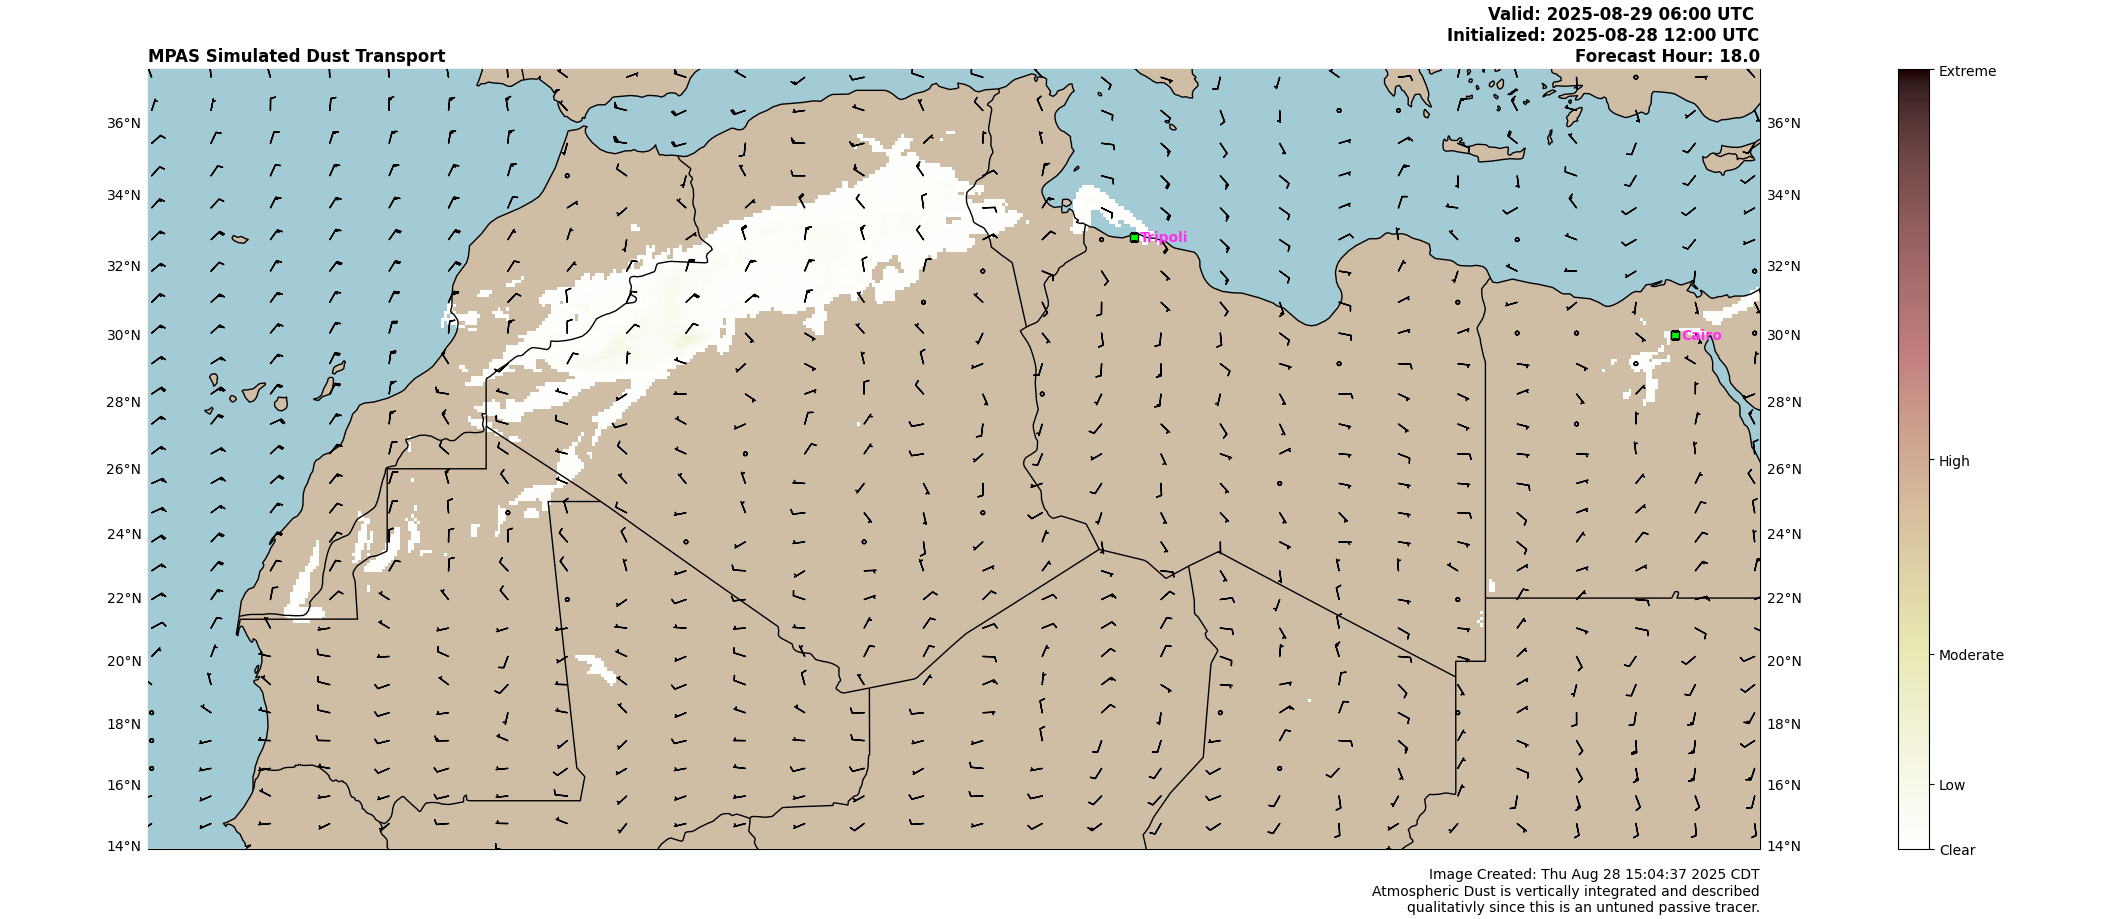 Valid: 2025-08-29 06:00 UTC
Initialized: 2025-08-28 12:00 UTC
MPAS Simulated Dust Transport
Forecast Hour: 18.0
Extreme
36°N
36°N
34°N
34°N
Tripoli
32°N
32°N
30°N
Cairo
30°N
28°N
28°N
High
26°N
26°N
24°N
24°N
22°N
22°N
Moderate
20°N
20°N
18°N
18°N
16°N
16°N
Low
14°N
14°N
Clear
Image Created: Thu Aug 28 15:04:37 2025 CDT
Atmospheric Dust is vertically integrated and described
qualitativly since this is an untuned passive tracer.